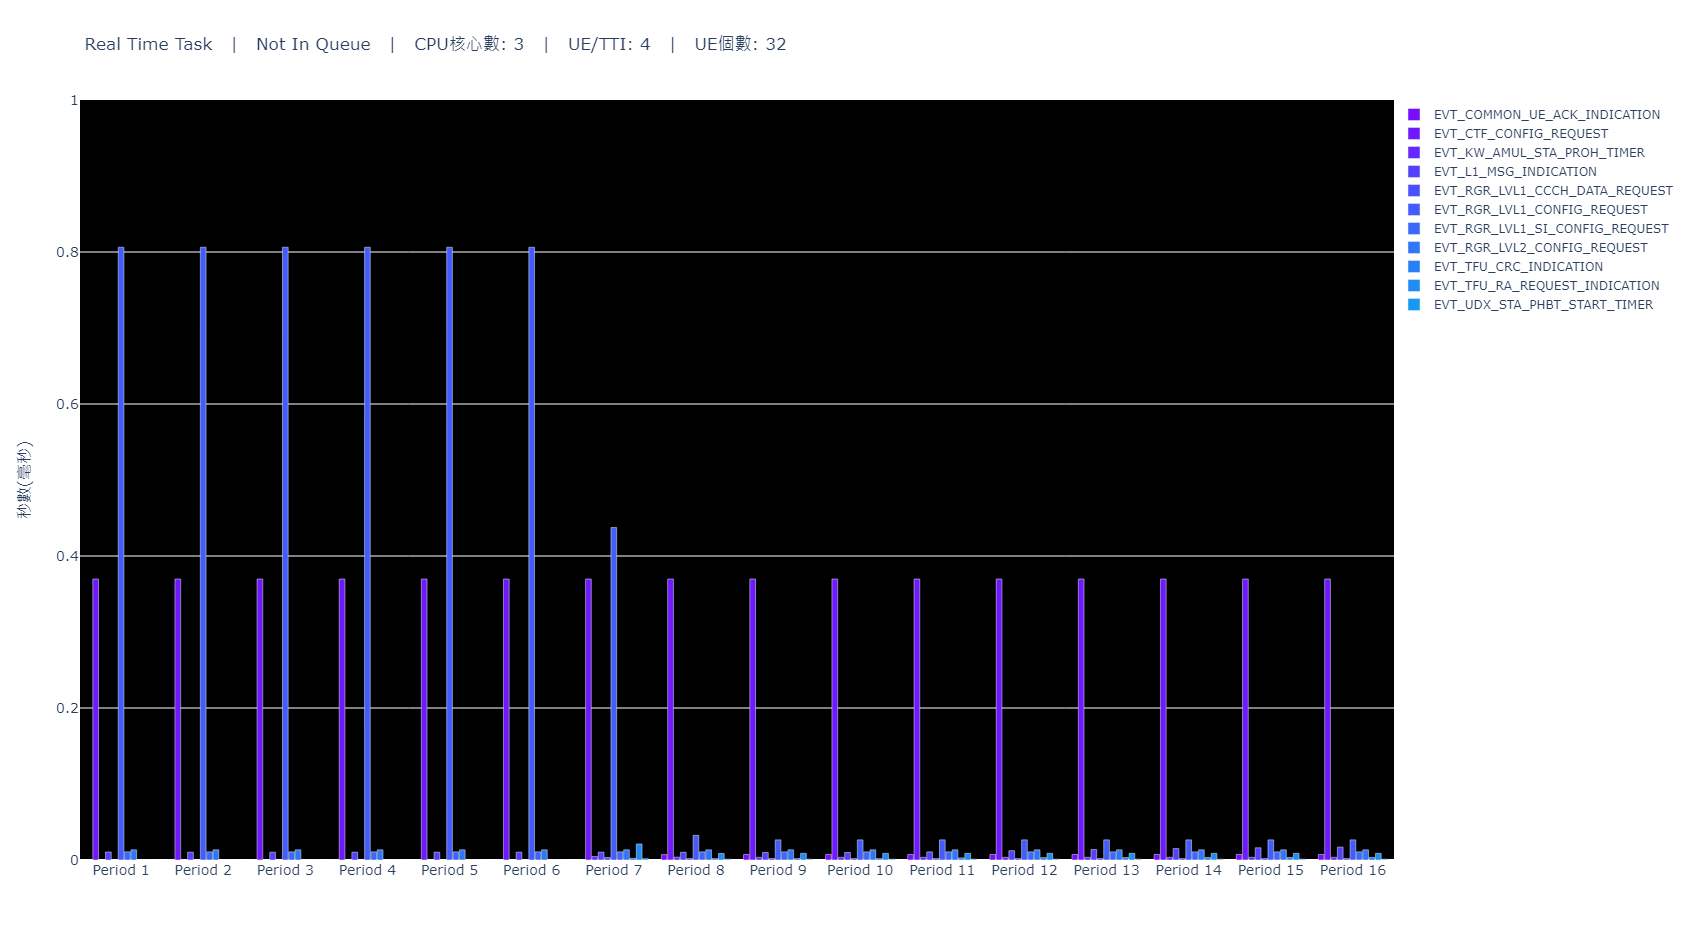 Real Time Task | Not In Queue | CPU核心數: 3 | UE/TTI: 4 | UE個數: 32
1
0.8
0.6
0.4
0.2
0
秒數(毫秒)
Period 1 Period 2 Period 3 Period 4 Period 5 Period 6 Period 7 Period 8 Period 9 Period 10 Period 11 Period 12 Period 13 Period 14 Period 15 Period 16
EVT_COMMON_UE_ACK_INDICATION
EVT_CTF_CONFIG_REQUEST
EVT_KW_AMUL_STA_PROH_TIMER
EVT_L1_MSG_INDICATION
EVT_RGR_LVL1_CCCH_DATA_REQUEST
EVT_RGR_LVL1_CONFIG_REQUEST
EVT_RGR_LVL1_SI_CONFIG_REQUEST
EVT_RGR_LVL2_CONFIG_REQUEST
EVT_TFU_CRC_INDICATION
EVT_TFU_RA_REQUEST_INDICATION
EVT_UDX_STA_PHBT_START_TIMER